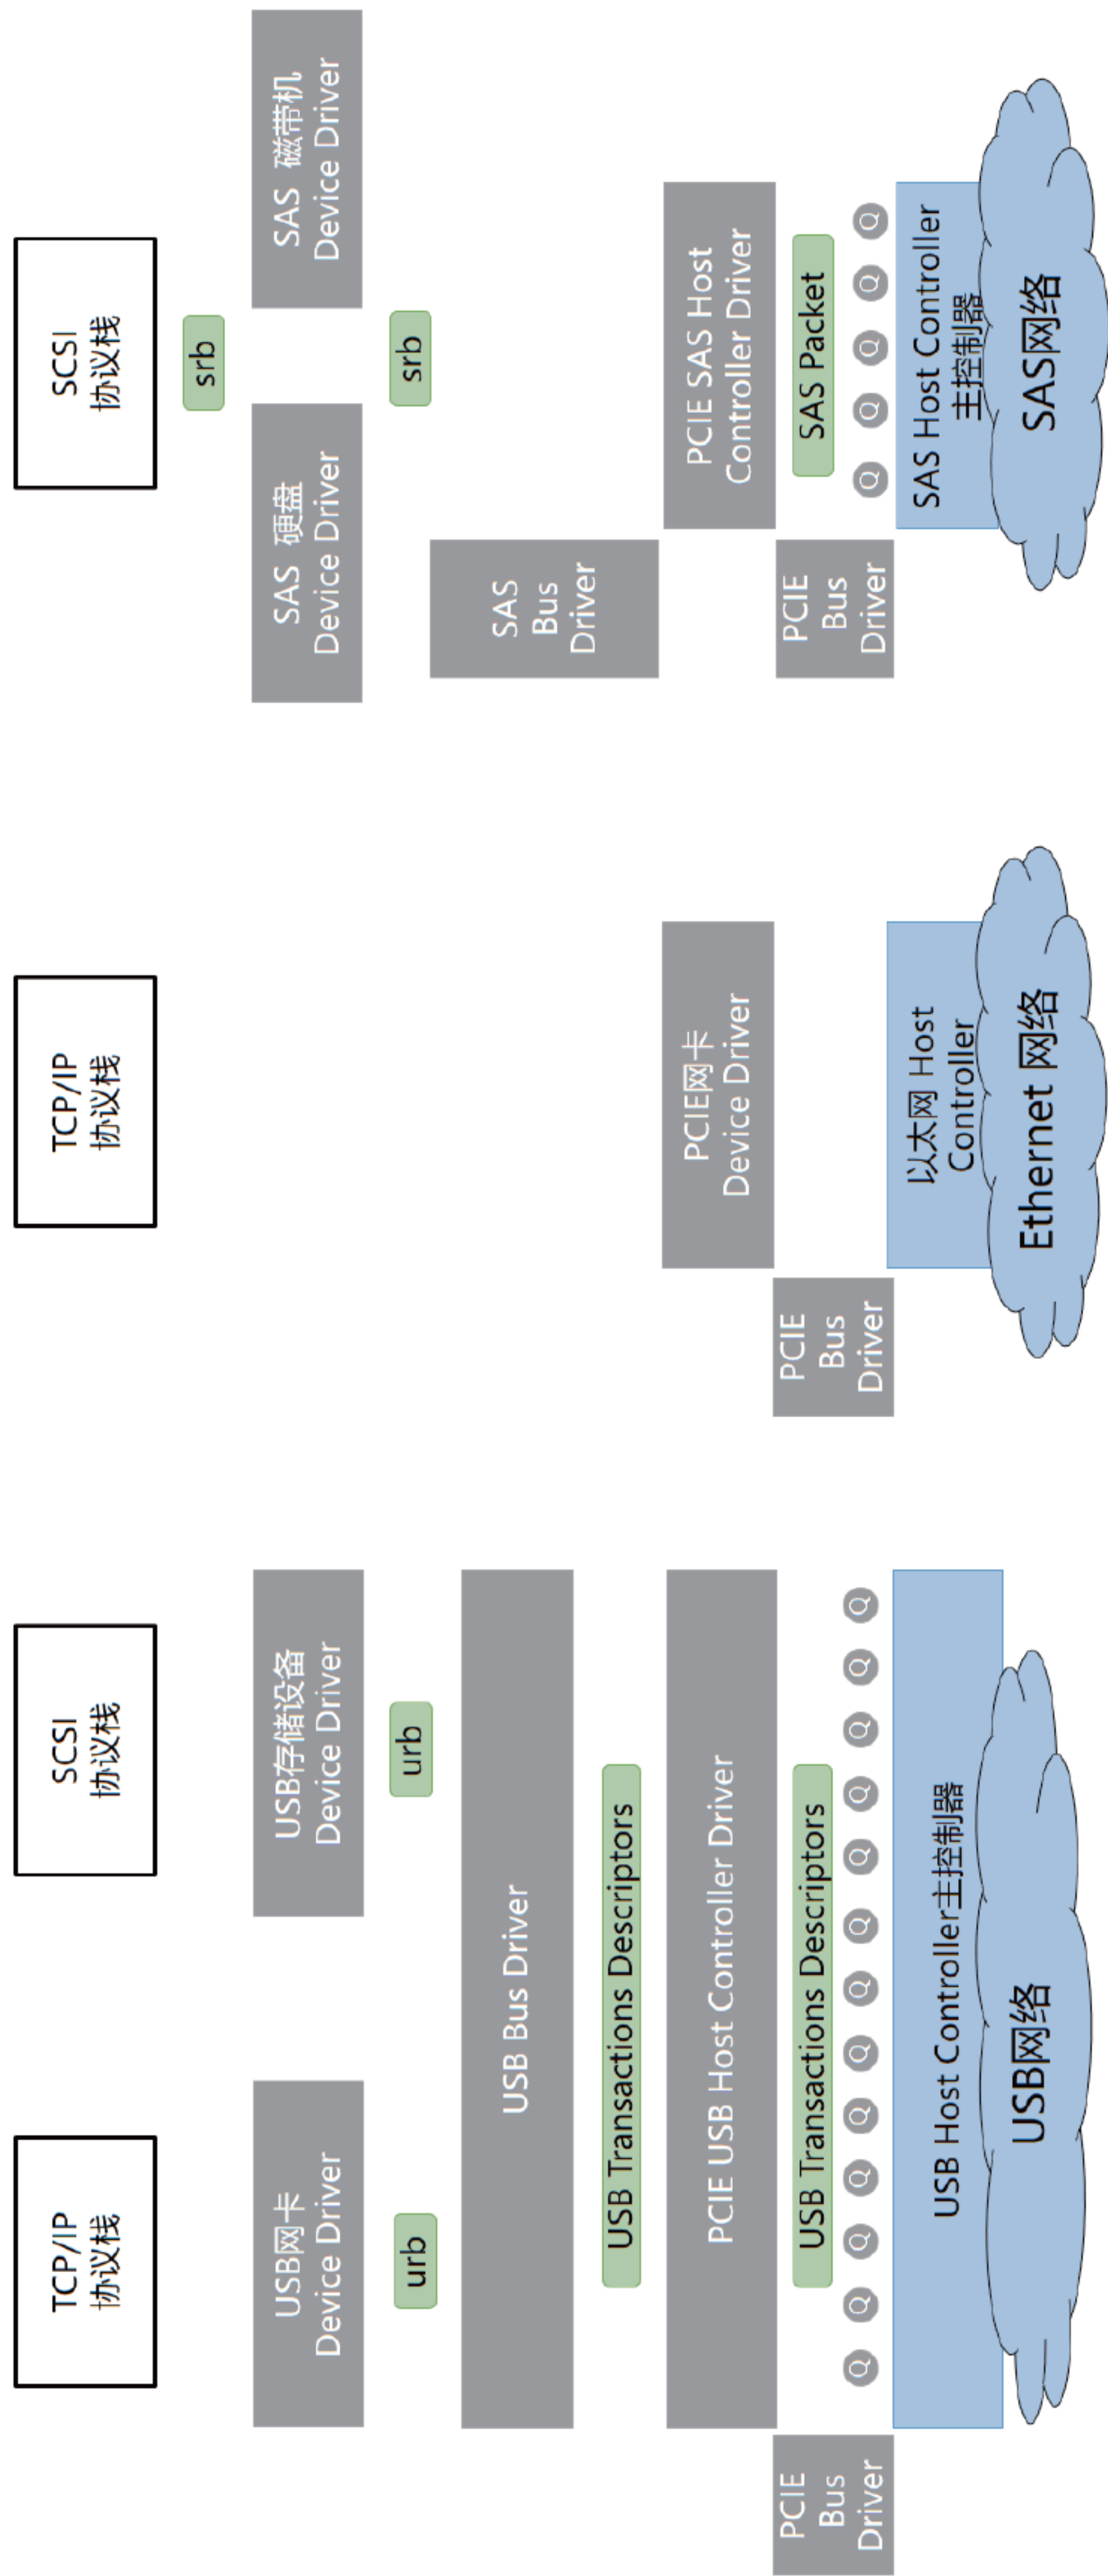 TCP/IP
协议栈
SCSI
协议栈
TCP/IP
协议栈
SCSI
协议栈
srb
USB网卡
Device Driver
USB存储设备
Device Driver
SAS 硬盘
Device Driver
SAS 磁带机
Device Driver
urb
urb
srb
USB Bus Driver
SAS
Bus
Driver
USB Transactions Descriptors
PCIE USB Host Controller Driver
PCIE网卡
Device Driver
PCIE SAS Host
Controller Driver
PCIE
Bus
Driver
USB Transactions Descriptors
PCIE
Bus
Driver
PCIE
Bus
Driver
SAS Packet
Q Q Q Q Q Q Q Q Q Q Q Q Q
Q Q Q Q Q
USB Host Controller主控制器
以太网 Host
Controller
SAS Host Controller
主控制器
USB网络
Ethernet 网络
SAS网络